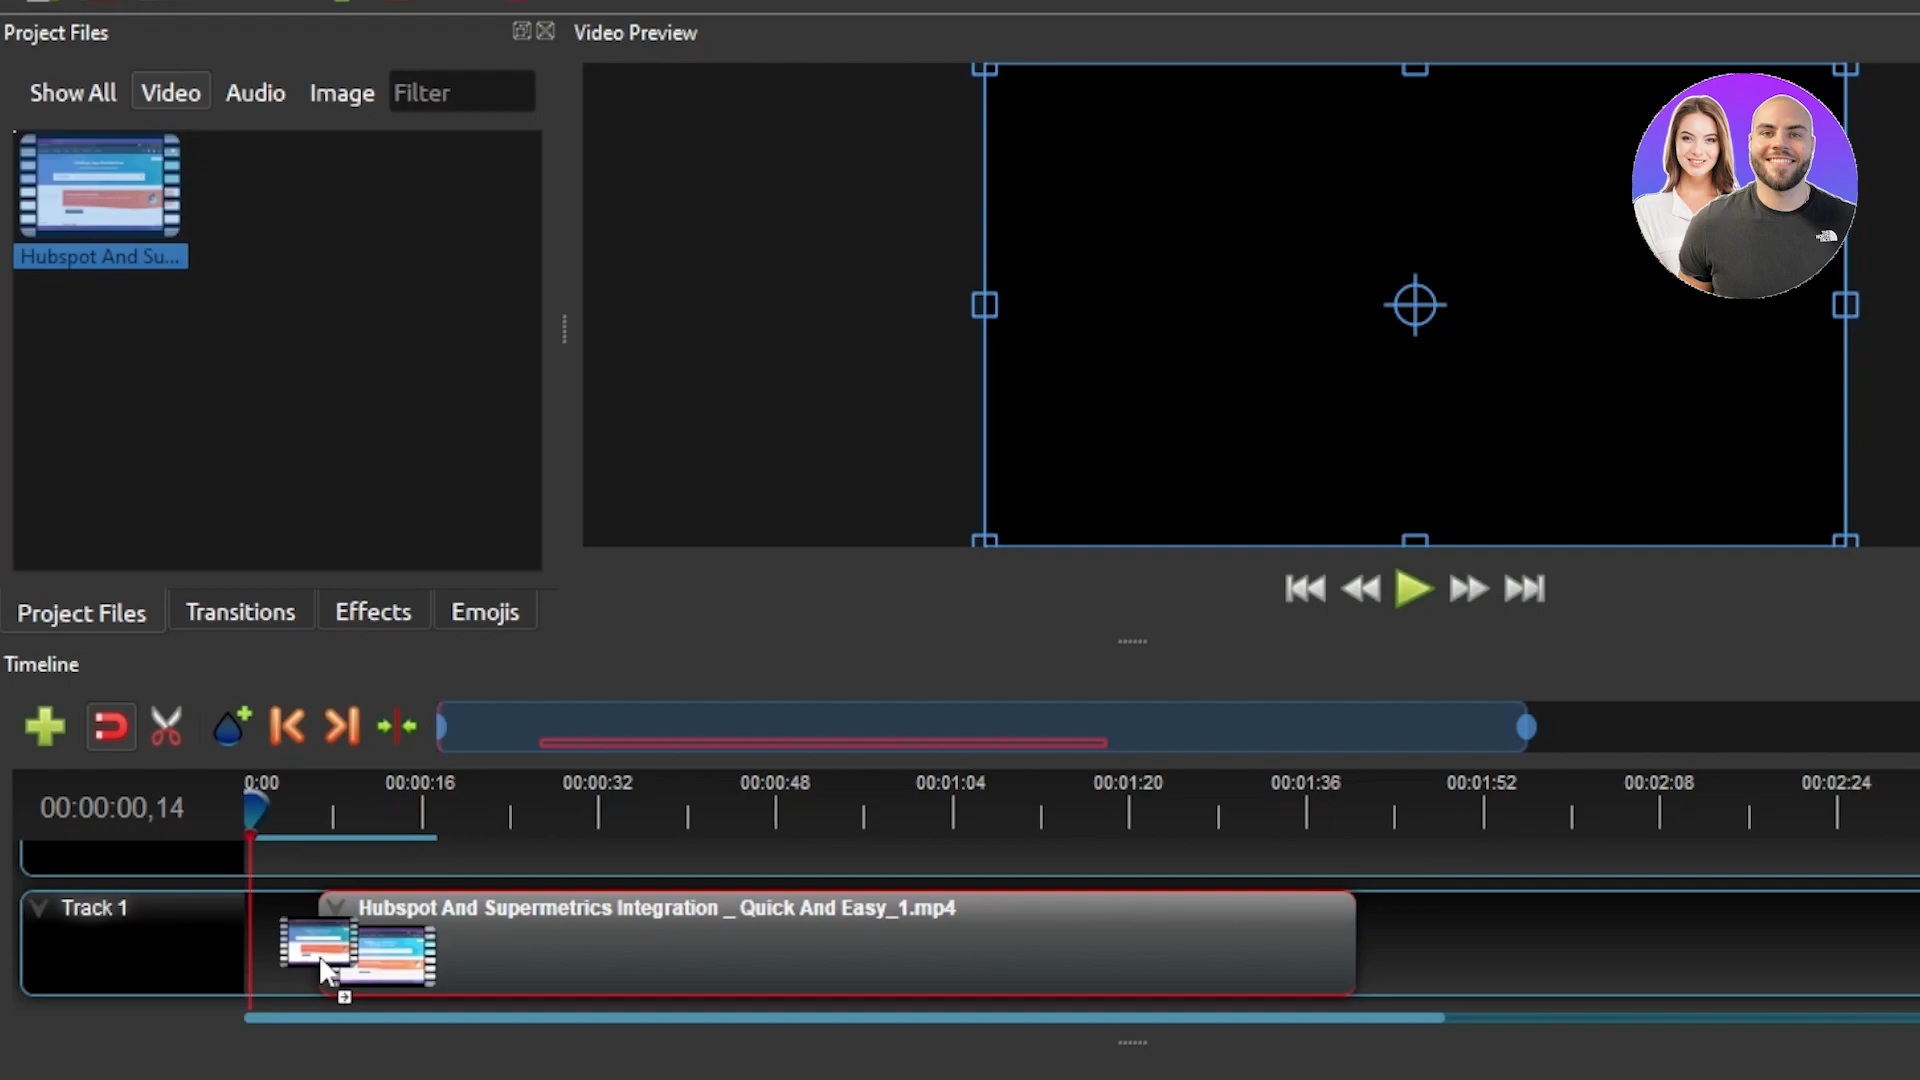 Project Files
Video Preview
Show All Video Audio Image Filter
Hubspot And Su...
Project Files Transitions Effects Emojis
Timeline
0:00 00:00:16 00:00:32 00:00:48 00:01:04 00:01:20 00:01:36 00:01:52 00:02:08 00:02:24
00:00:00,14
Track 1
Hubspot And Supermetrics Integration _ Quick And Easy_1.mp4